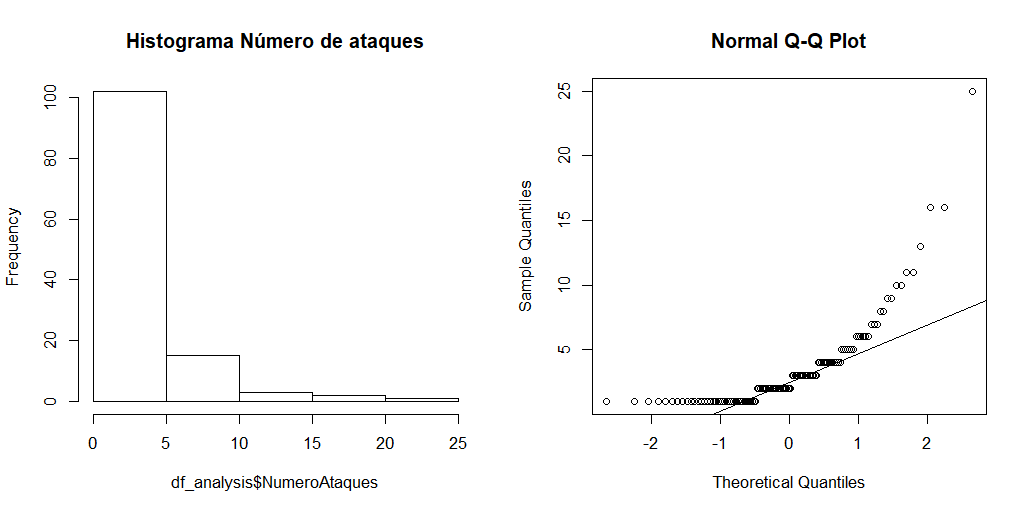 Histograma Número de ataques
Frequency
100
80
60
40
20
0
0 5 10 15 20 25
df_analysis$NumeroAtaques
Normal Q-Q Plot
Sample Quantiles
25
20
15
10
5
-2 -1 0 1 2
Theoretical Quantiles